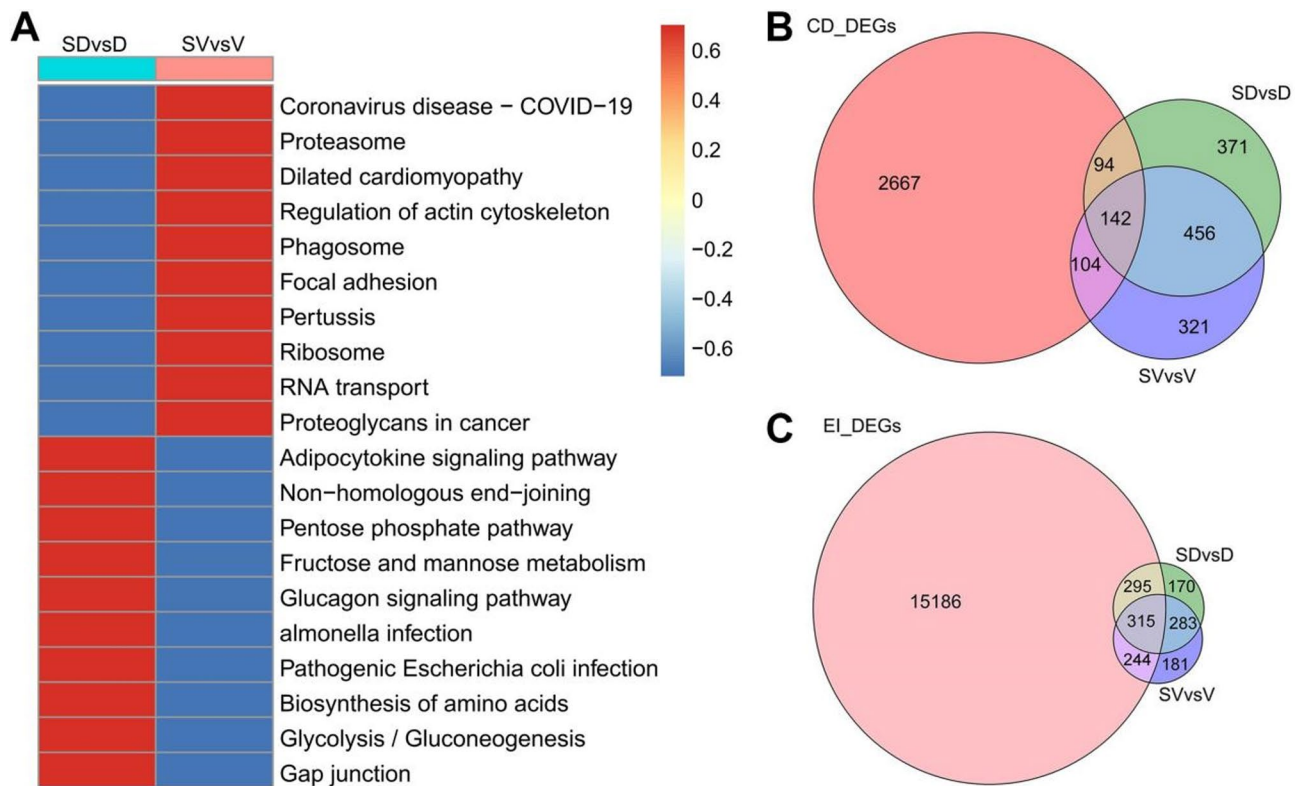 A
SDvsD SVvsV
Coronavirus disease − COVID−19
Proteasome
Dilated cardiomyopathy
Regulation of actin cytoskeleton
Phagosome
Focal adhesion
Pertussis
Ribosome
RNA transport
Proteoglycans in cancer
Adipocytokine signaling pathway
Non−homologous end−joining
Pentose phosphate pathway
Fructose and mannose metabolism
Glucagon signaling pathway
almonella infection
Pathogenic Escherichia coli infection
Biosynthesis of amino acids
Glycolysis / Gluconeogenesis
Gap junction
0.6
0.4
0.2
0
−0.2
−0.4
−0.6
B
CD_DEGs
SDvsD
371
94
2667
142
456
104
321
SVvsV
C
EI_DEGs
SDvsD
295 170
15186
315 283
244 181
SVvsV